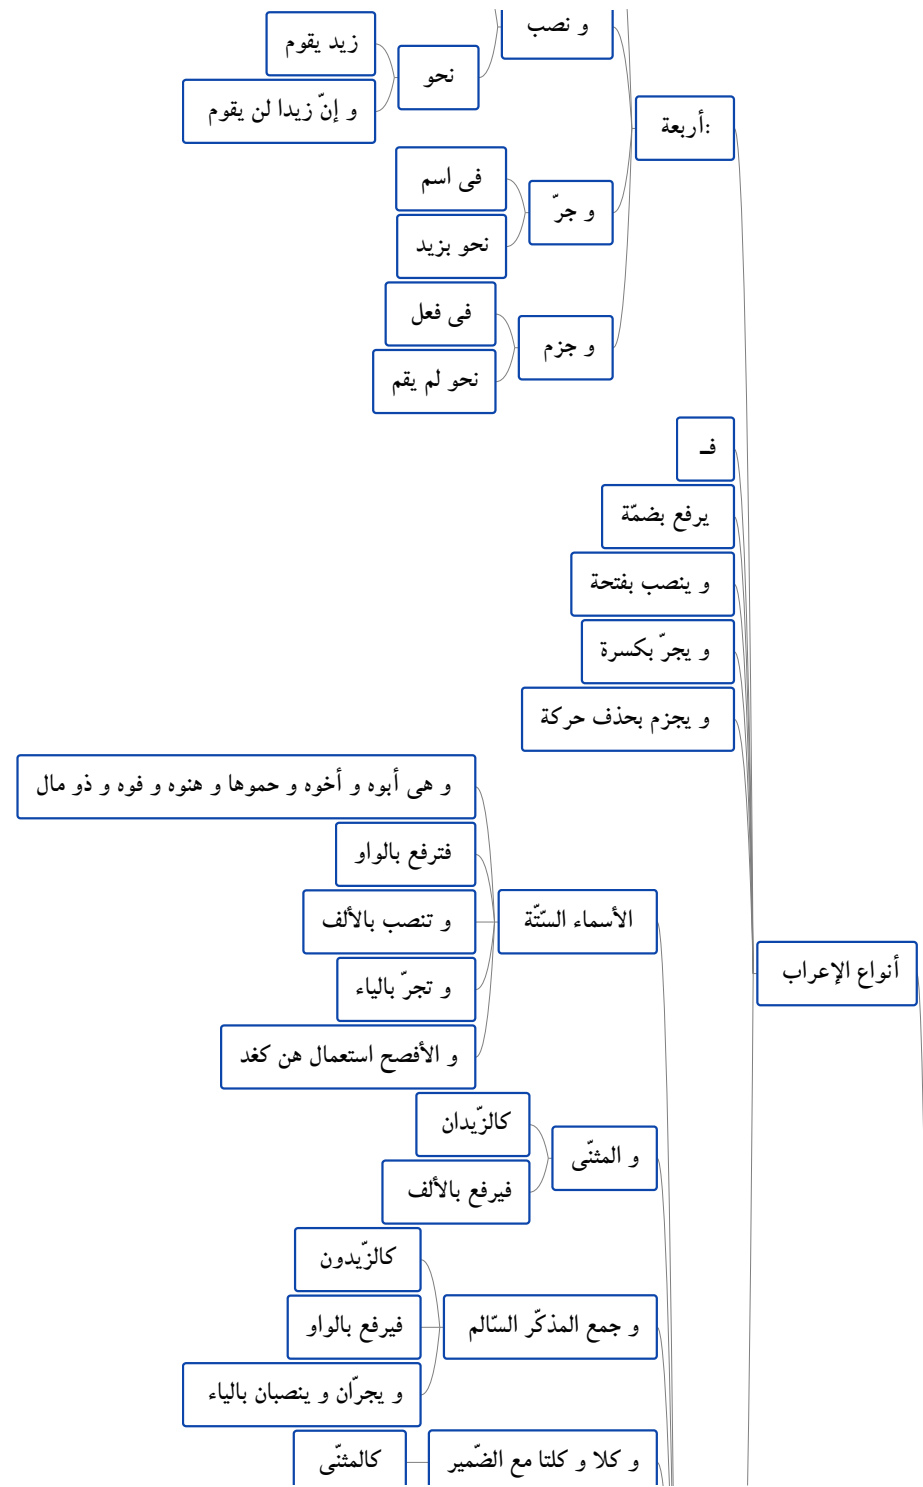 و نصب
نحو
زيد يقوم
و إنّ زيدا لن يقوم
أربعة:
و جرّ
فى اسم
نحو بزيد
و جزم
فى فعل
نحو لم يقم
فـ
يرفع بضمّة
و ينصب بفتحة
و يجرّ بكسرة
و يجزم بحذف حركة
أنواع الإعراب
الأسماء السّتّة
و هى أبوه و أخوه و حموها و هنوه و فوه و ذو مال
فترفع بالواو
و تنصب بالألف
و تجرّ بالياء
و الأفصح استعمال هن كغد
و المثنّى
كالزّيدان
فيرفع بالألف
و جمع المذكّر السّالم
كالزّيدون
فيرفع بالواو
و يجرّان و ينصبان بالياء
و كلا و كلتا مع الضّمير
كالمثنّى